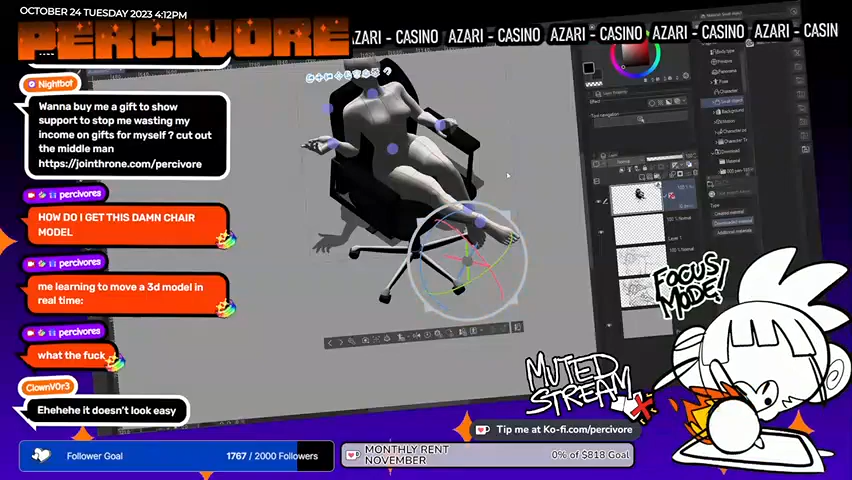 OCTOBER 24 TUESDAY 2023 4:12PM
PERCIVORE
AZARI - CASINO AZARI - CASINO AZARI - CASINO AZARI - CASINO AZARI - CASIN
Nightbot
Wanna buy me a gift to show
support to stop me wasting my
income on gifts for myself ? cut out
the middle man
https://jointhrone.com/percivore
percivores
HOW DO I GET THIS DAMN CHAIR
MODEL
percivores
me learning to move a 3d model in
real time:
percivores
what the fuck
ClownV0r3
Ehehehe it doesn't look easy
FOCUS
MODE!
MUTED
STREAM
Tip me at Ko-fi.com/percivore
Follower Goal
1767 / 2000 Followers
MONTHLY RENT
NOVEMBER
0% of $818 Goal